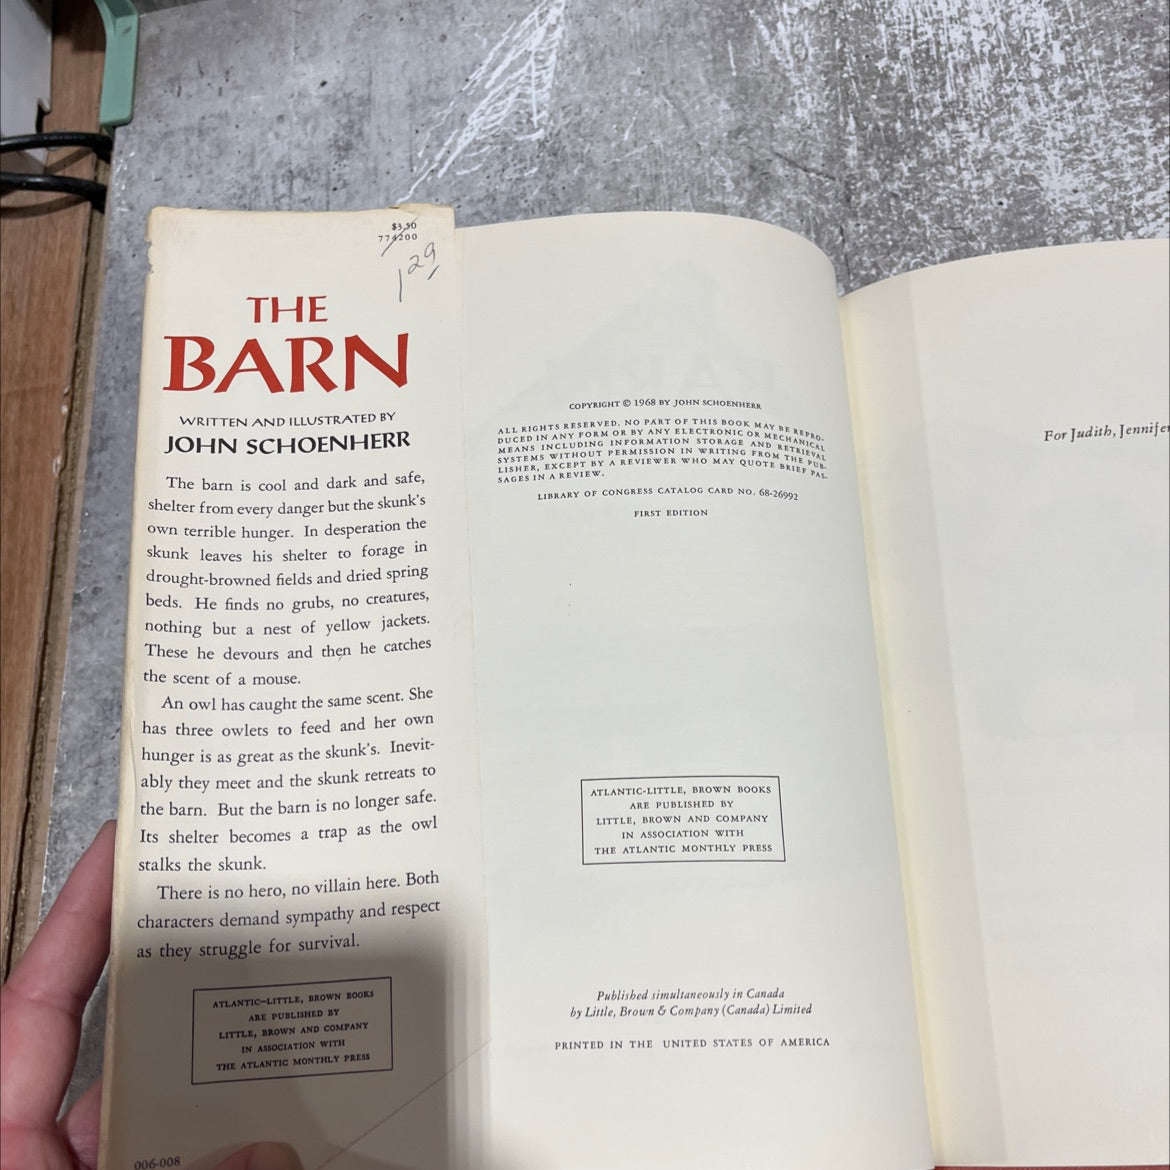 $3.50
774200
1 29
THE
BARN
WRITTEN AND ILLUSTRATED BY
JOHN SCHOENHERR
The barn is cool and dark and safe,
shelter from every danger but the skunk's
own terrible hunger. In desperation the
skunk leaves his shelter to forage in
drought-browned fields and dried spring
beds. He finds no grubs, no creatures,
nothing but a nest of yellow jackets.
These he devours and then he catches
the scent of a mouse.
An owl has caught the same scent. She
has three owlets to feed and her own
hunger is as great as the skunk's. Inevit-
ably they meet and the skunk retreats to
the barn. But the barn is no longer safe.
Its shelter becomes a trap as the owl
stalks the skunk.
There is no hero, no villain here. Both
characters demand sympathy and respect
as they struggle for survival.
ATLANTIC-LITTLE, BROWN BOOKS
ARE PUBLISHED BY
LITTLE, BROWN AND COMPANY
IN ASSOCIATION WITH
THE ATLANTIC MONTHLY PRESS
006-008
COPYRIGHT © 1968 BY JOHN SCHOENHERR
ALL RIGHTS RESERVED. NO PART OF THIS BOOK MAY BE REPRO-
DUCED IN ANY FORM OR BY ANY ELECTRONIC OR MECHANICAL
MEANS INCLUDING INFORMATION STORAGE AND RETRIEVAL
SYSTEMS WITHOUT PERMISSION IN WRITING FROM THE PUB-
LISHER, EXCEPT BY A REVIEWER WHO MAY QUOTE BRIEF PAS-
SAGES IN A REVIEW.
LIBRARY OF CONGRESS CATALOG CARD NO. 68-26992
FIRST EDITION
ATLANTIC-LITTLE, BROWN BOOKS
ARE PUBLISHED BY
LITTLE, BROWN AND COMPANY
IN ASSOCIATION WITH
THE ATLANTIC MONTHLY PRESS
Published simultaneously in Canada
by Little, Brown & Company (Canada) Limited
PRINTED IN THE UNITED STATES OF AMERICA
For Judith, Jennifer